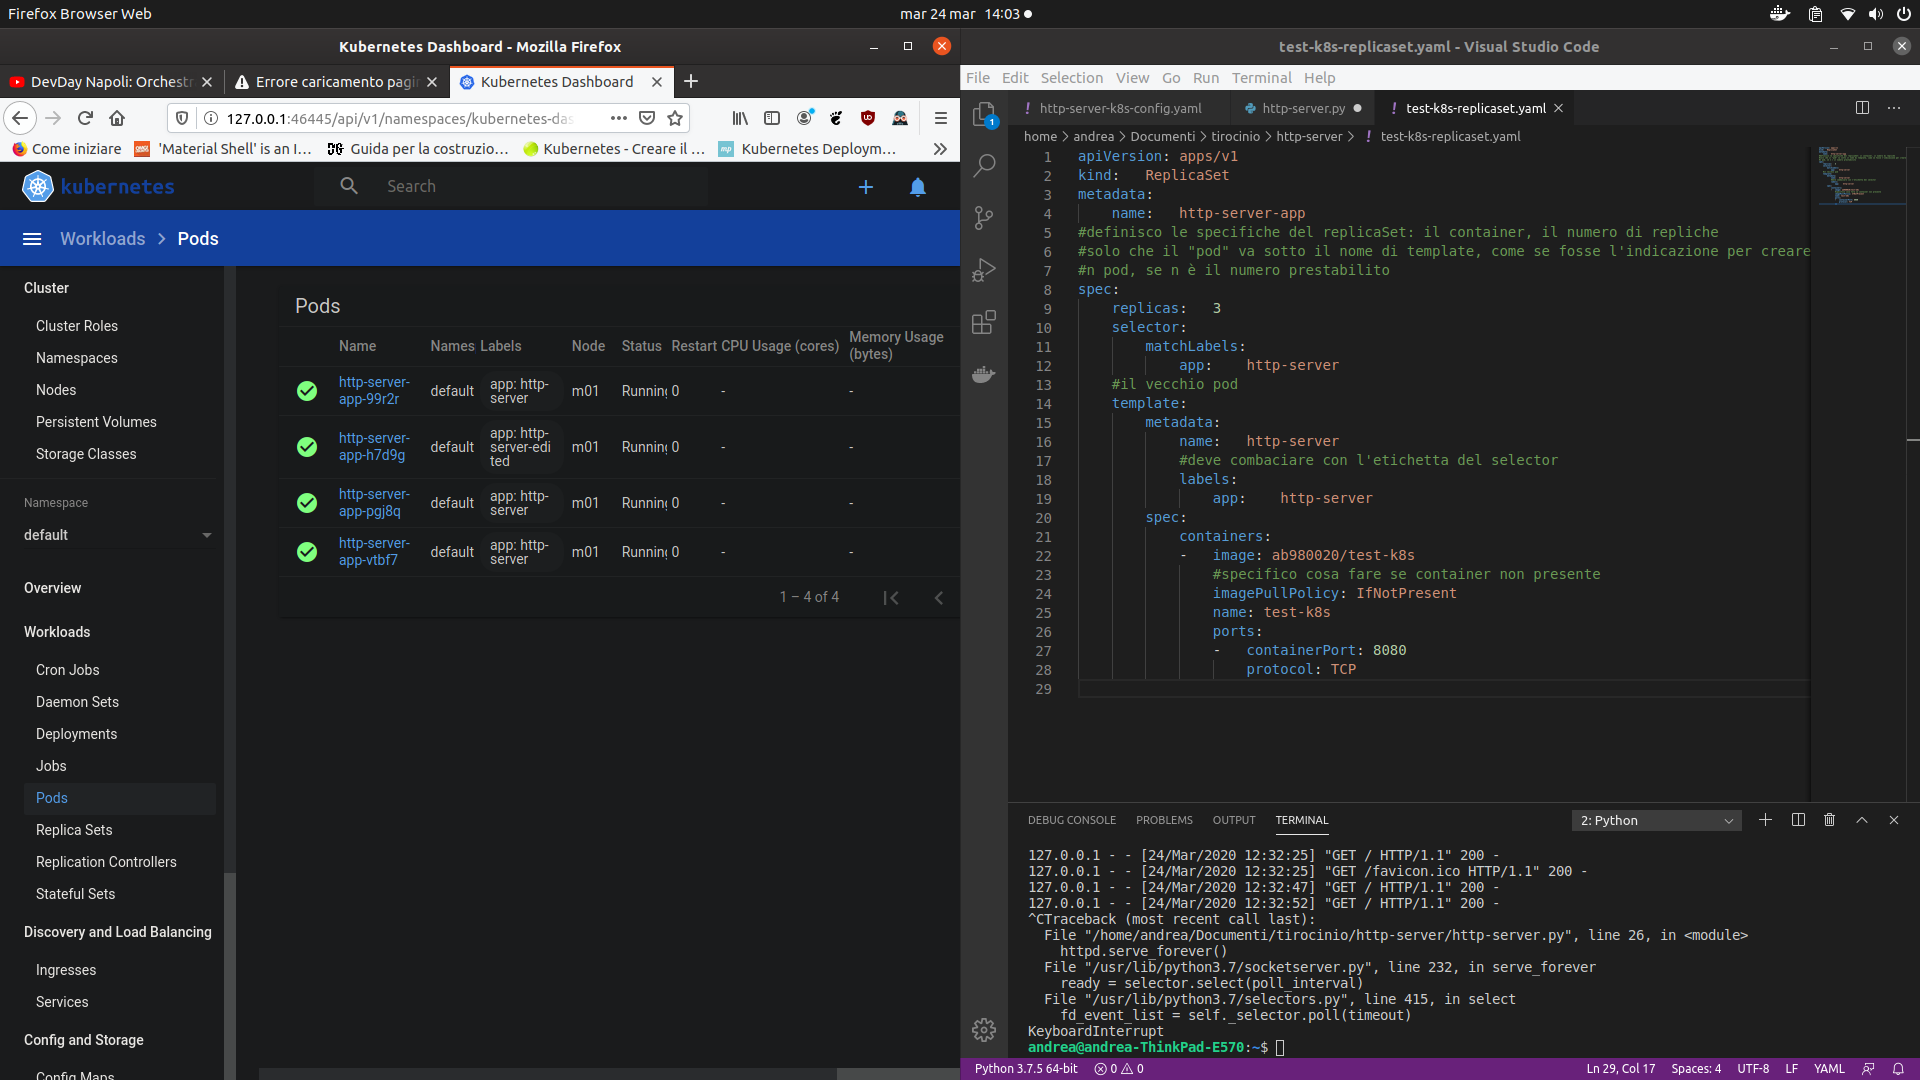 Firefox Browser Web
mar 24 mar 14:03
Kubernetes Dashboard - Mozilla Firefox
DevDay Napoli: Orchestr
Errore caricamento pagin
Kubernetes Dashboard
127.0.0.1:46445/api/v1/namespaces/kubernetes-das
Come iniziare
'Material Shell' is an I…
Guida per la costruzio…
Kubernetes - Creare il …
Kubernetes Deploym…
kubernetes
Search
Workloads
Pods
Cluster
Cluster Roles
Namespaces
Nodes
Persistent Volumes
Storage Classes
Namespace
default
Overview
Workloads
Cron Jobs
Daemon Sets
Deployments
Jobs
Pods
Replica Sets
Replication Controllers
Stateful Sets
Discovery and Load Balancing
Ingresses
Services
Config and Storage
Config Maps
Pods
Name Names Labels Node Status Restart CPU Usage (cores) Memory Usage (bytes)
http-server-app-99r2r default app: http-server m01 Running 0 - -
http-server-app-h7d9g default app: http-server-edited m01 Running 0 - -
http-server-app-pgj8q default app: http-server m01 Running 0 - -
http-server-app-vtbf7 default app: http-server m01 Running 0 - -
1 – 4 of 4
test-k8s-replicaset.yaml - Visual Studio Code
File Edit Selection View Go Run Terminal Help
1
! http-server-k8s-config.yaml
http-server.py
! test-k8s-replicaset.yaml
home > andrea > Documenti > tirocinio > http-server > ! test-k8s-replicaset.yaml
1 apiVersion: apps/v1
2 kind: ReplicaSet
3 metadata:
4 name: http-server-app
5 #definisco le specifiche del replicaSet: il container, il numero di repliche
6 #solo che il "pod" va sotto il nome di template, come se fosse l'indicazione per creare
7 #n pod, se n è il numero prestabilito
8 spec:
9 replicas: 3
10 selector:
11 matchLabels:
12 app: http-server
13 #il vecchio pod
14 template:
15 metadata:
16 name: http-server
17 #deve combaciare con l'etichetta del selector
18 labels:
19 app: http-server
20 spec:
21 containers:
22 - image: ab980020/test-k8s
23 #specifico cosa fare se container non presente
24 imagePullPolicy: IfNotPresent
25 name: test-k8s
26 ports:
27 - containerPort: 8080
28 protocol: TCP
29
DEBUG CONSOLE PROBLEMS OUTPUT TERMINAL
2: Python
127.0.0.1 - - [24/Mar/2020 12:32:25] "GET / HTTP/1.1" 200 -
127.0.0.1 - - [24/Mar/2020 12:32:25] "GET /favicon.ico HTTP/1.1" 200 -
127.0.0.1 - - [24/Mar/2020 12:32:47] "GET / HTTP/1.1" 200 -
127.0.0.1 - - [24/Mar/2020 12:32:52] "GET / HTTP/1.1" 200 -
^CTraceback (most recent call last):
File "/home/andrea/Documenti/tirocinio/http-server/http-server.py", line 26, in <module>
httpd.serve_forever()
File "/usr/lib/python3.7/socketserver.py", line 232, in serve_forever
ready = selector.select(poll_interval)
File "/usr/lib/python3.7/selectors.py", line 415, in select
fd_event_list = self._selector.poll(timeout)
KeyboardInterrupt
andrea@andrea-ThinkPad-E570:~$
Python 3.7.5 64-bit 0 0
Ln 29, Col 17 Spaces: 4 UTF-8 LF YAML